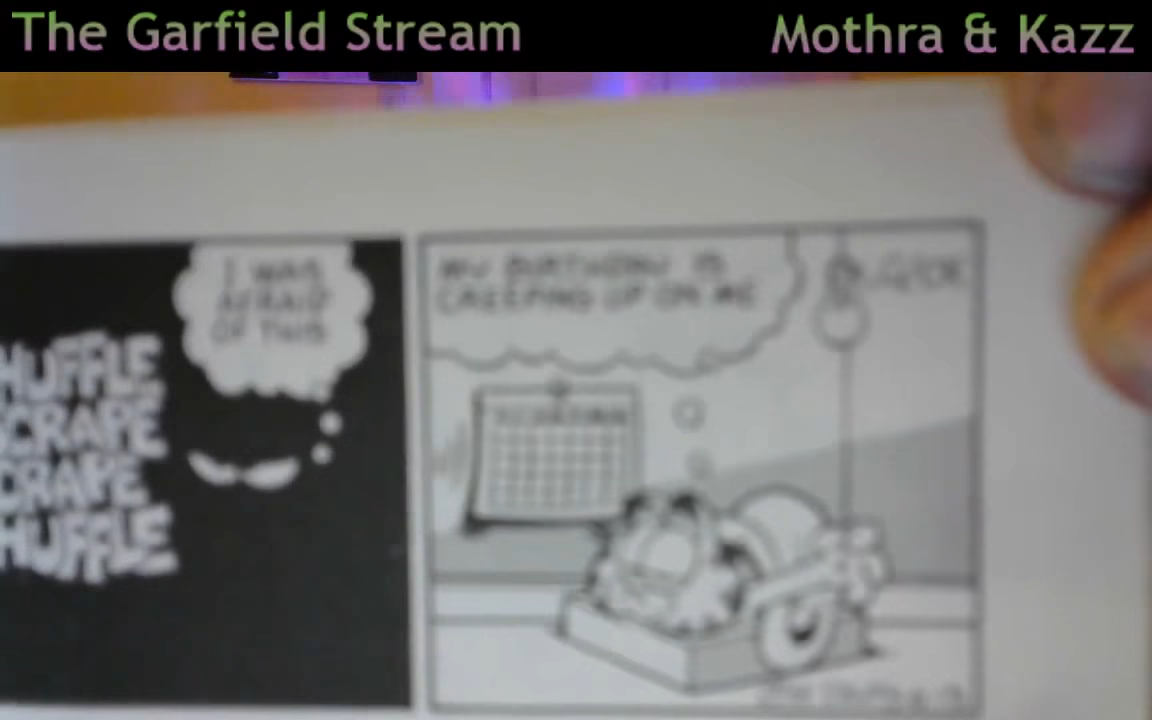 The Garfield Stream
Mothra & Kazz
HUFFLE
SCRAPE
CRAPE
HUFFLE
I WAS
AFRAID
OF THIS
MY BIRTHDAY IS
CREEPING UP ON ME
CLICK